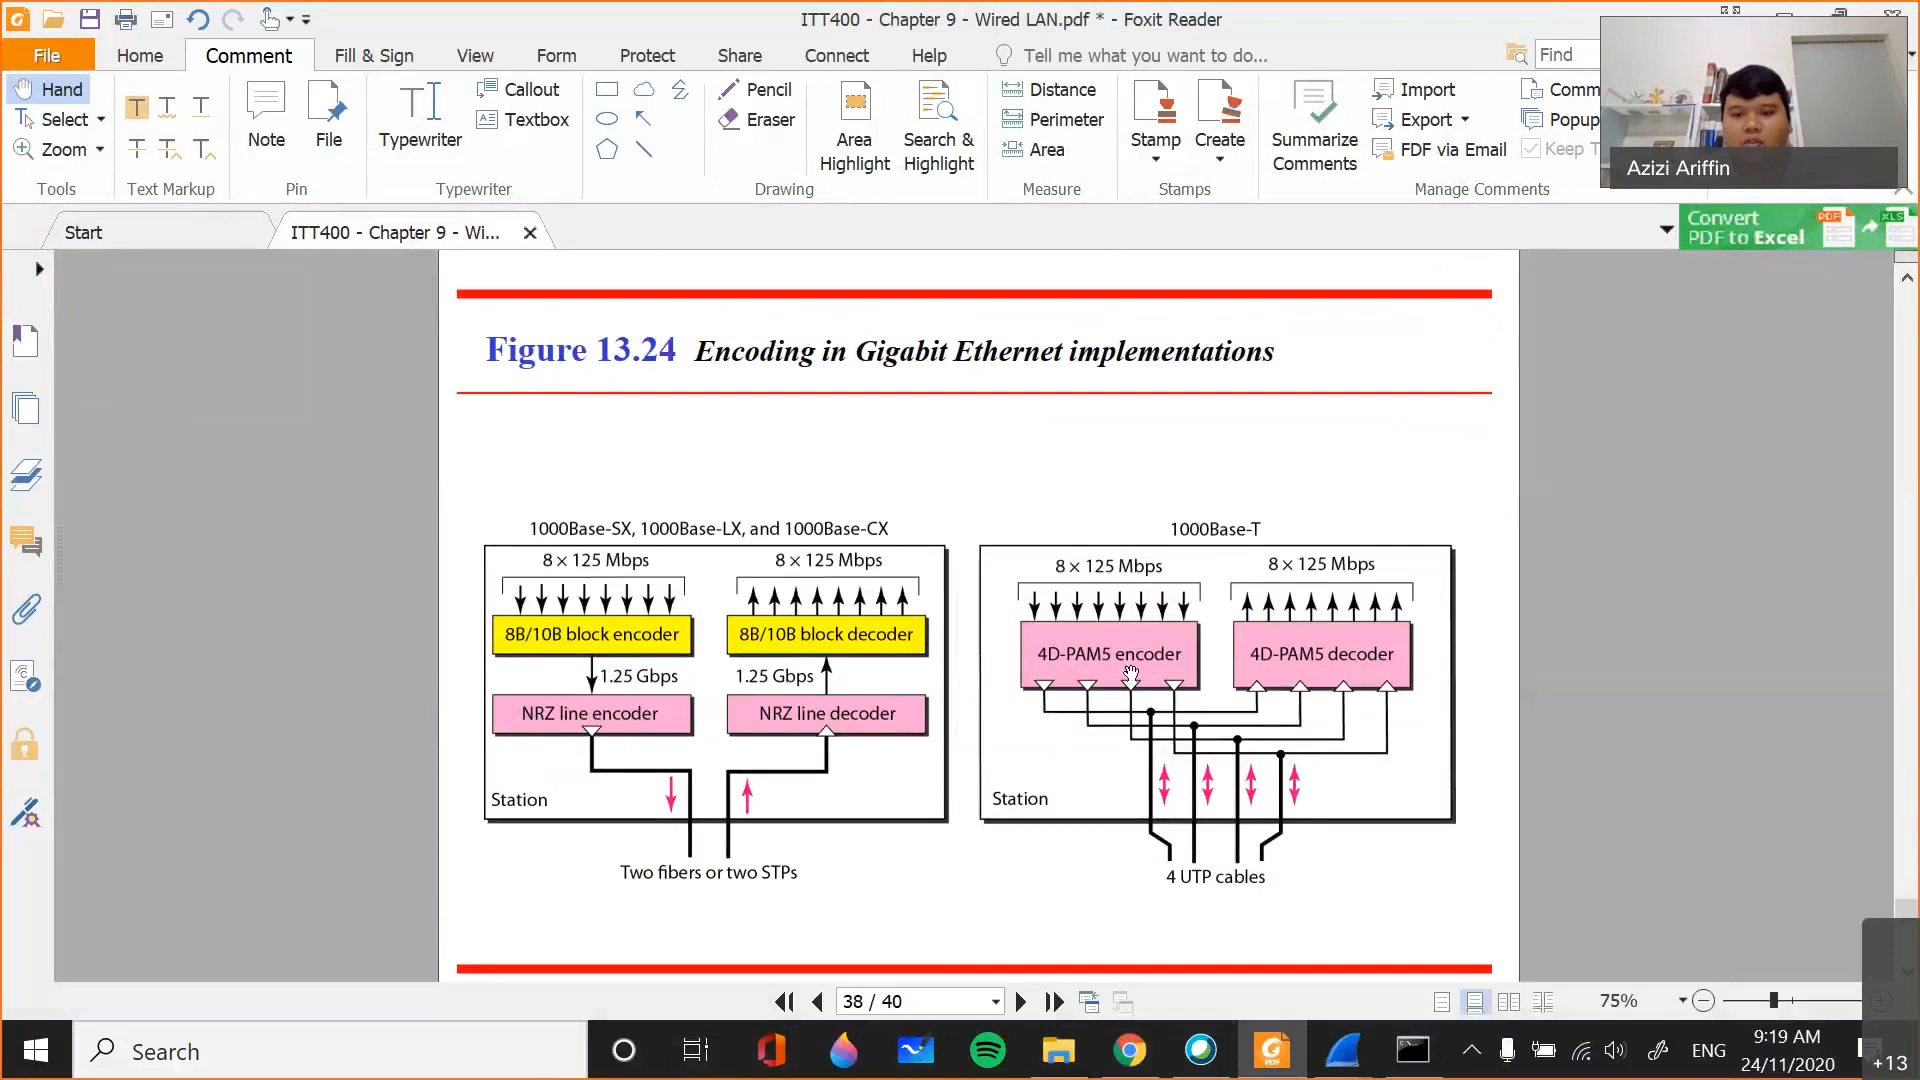 ITT400 - Chapter 9 - Wired LAN.pdf * - Foxit Reader
File
Home
Comment
Fill & Sign
View
Form
Protect
Share
Connect
Help
Tell me what you want to do...
Find
Hand
Select
Zoom
Tools
Text Markup
Note
File
Pin
Typewriter
Callout
Textbox
Typewriter
Pencil
Eraser
Area
Highlight
Search &
Highlight
Drawing
Distance
Perimeter
Area
Measure
Stamp
Create
Stamps
Summarize
Comments
Import
Export
FDF via Email
Comm
Popup
Keep T
Manage Comments
Azizi Ariffin
Start
ITT400 - Chapter 9 - Wi...
Convert
PDF to Excel
PDF
XLS
Figure 13.24 Encoding in Gigabit Ethernet implementations
1000Base-SX, 1000Base-LX, and 1000Base-CX
8 × 125 Mbps
8 × 125 Mbps
8B/10B block encoder
8B/10B block decoder
1.25 Gbps
1.25 Gbps
NRZ line encoder
NRZ line decoder
Station
Two fibers or two STPs
1000Base-T
8 × 125 Mbps
8 × 125 Mbps
4D-PAM5 encoder
4D-PAM5 decoder
Station
4 UTP cables
38 / 40
75%
Search
ENG
9:19 AM
24/11/2020
+13